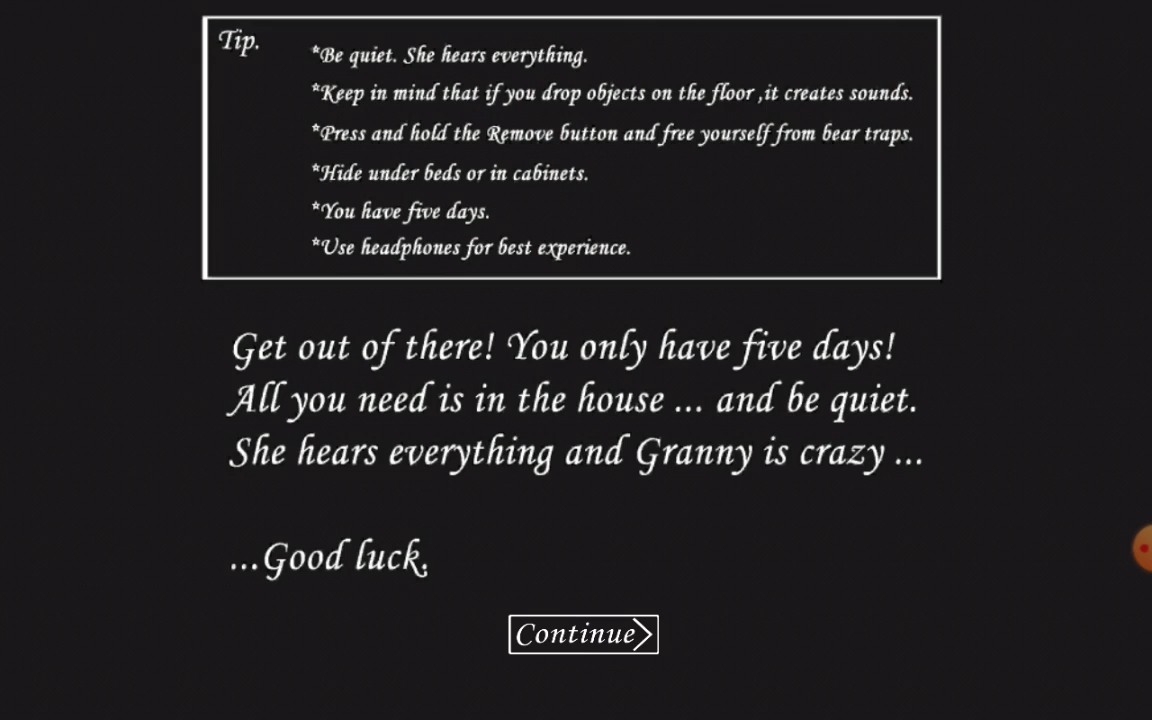 Tip.
*Be quiet. She hears everything.
*Keep in mind that if you drop objects on the floor ,it creates sounds.
*Press and hold the Remove button and free yourself from bear traps.
*Hide under beds or in cabinets.
*You have five days.
*Use headphones for best experience.
Get out of there! You only have five days!
All you need is in the house ... and be quiet.
She hears everything and Granny is crazy ...
...Good luck.
Continue